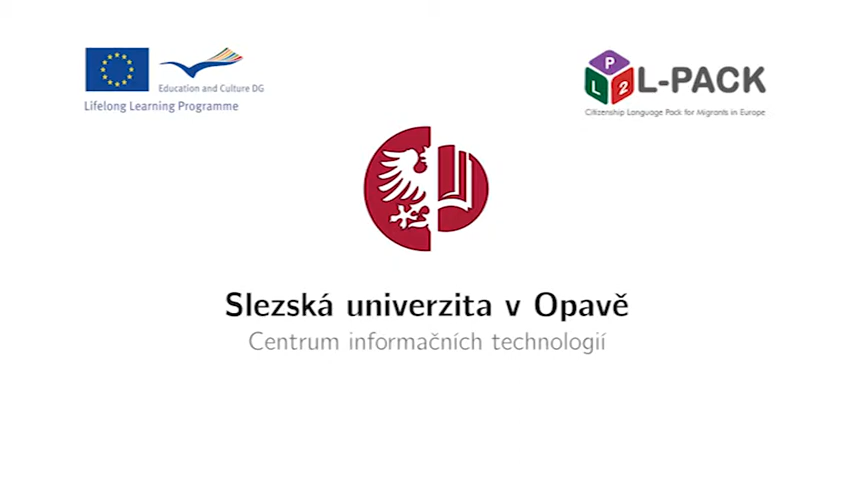 Education and Culture DG
Lifelong Learning Programme
P
L
2
L-PACK
Citizenship Language Pack for Migrants in Europe
Slezská univerzita v Opavě
Centrum informačních technologií